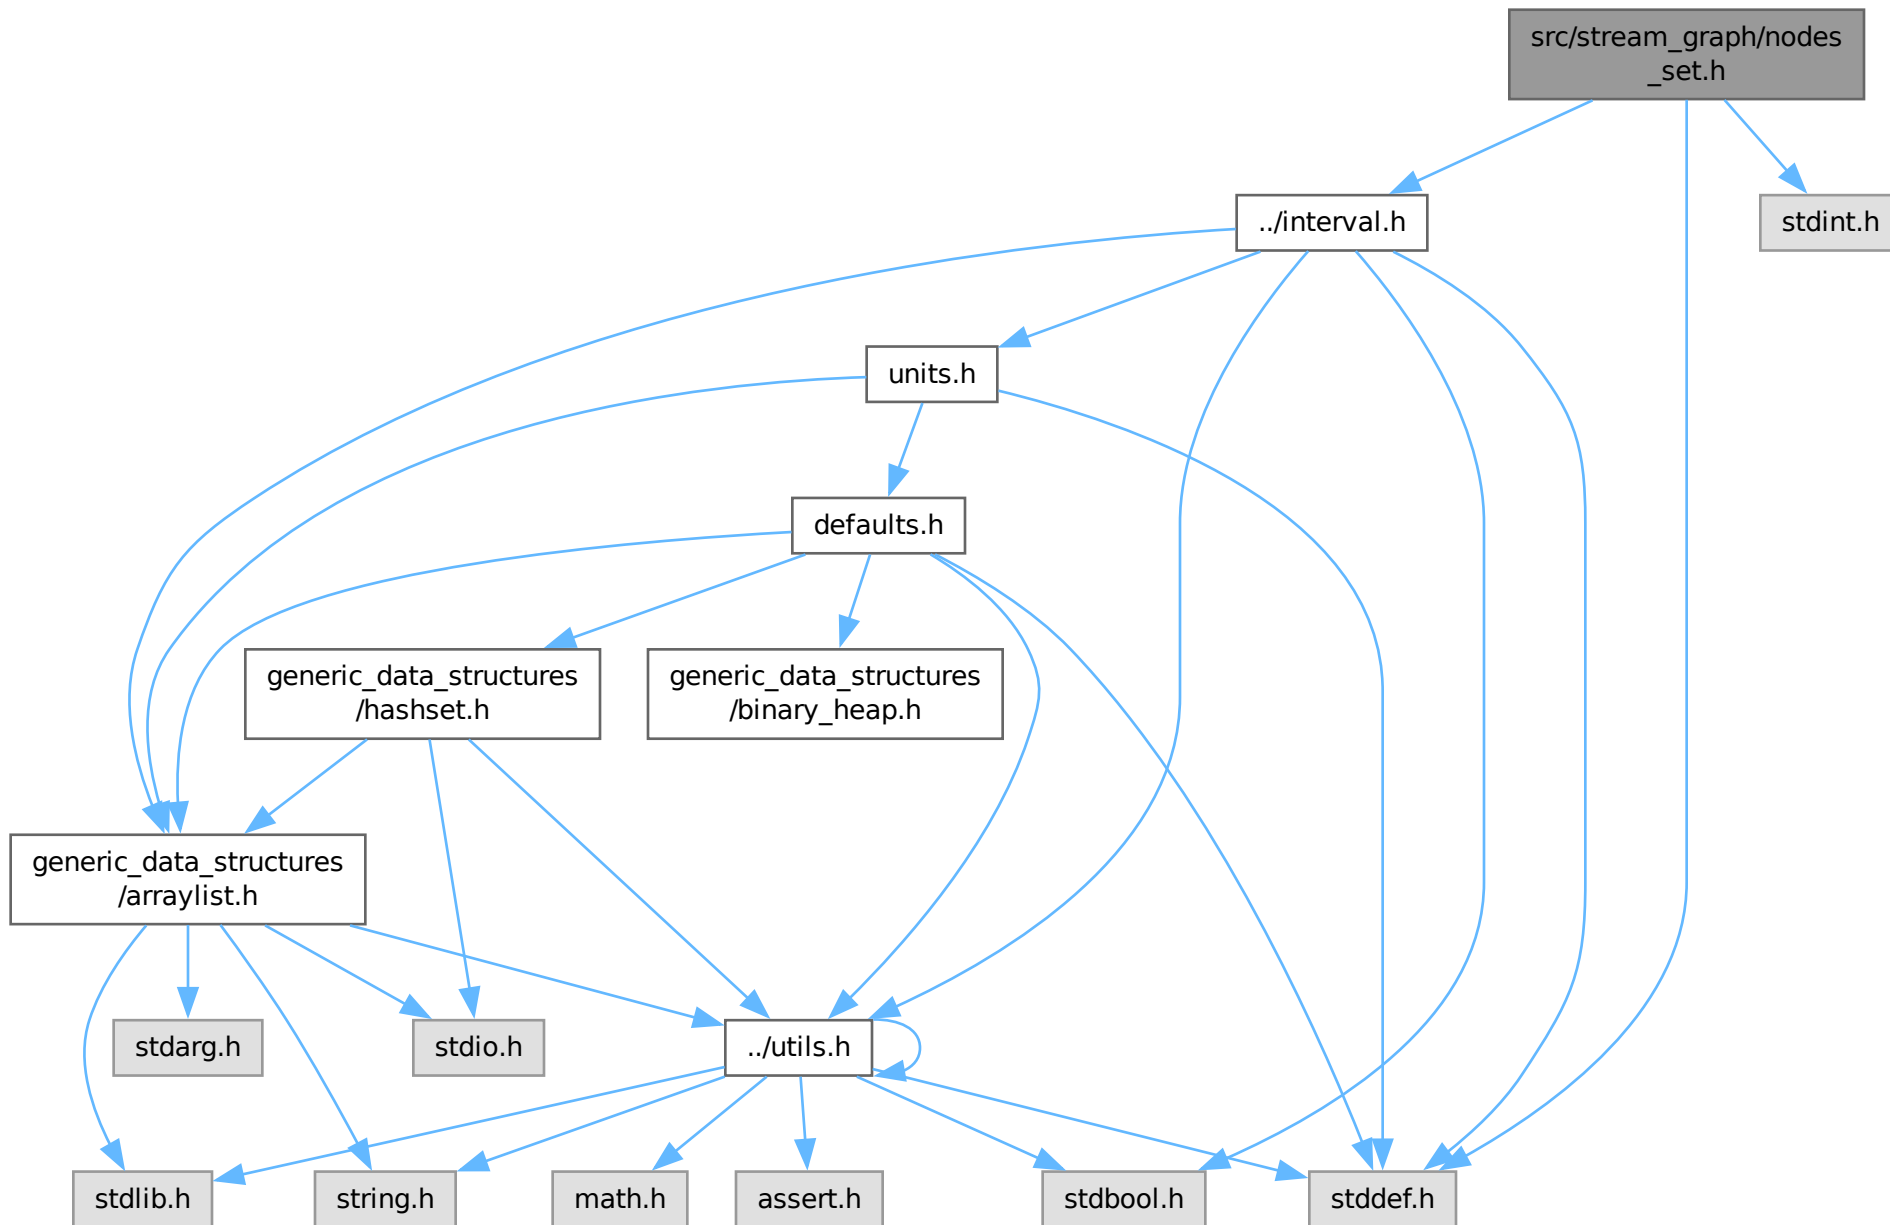 src/stream_graph/nodes
_set.h
../interval.h
stdint.h
units.h
defaults.h
generic_data_structures
/hashset.h
generic_data_structures
/binary_heap.h
generic_data_structures
/arraylist.h
stdarg.h
stdio.h
../utils.h
stdlib.h
string.h
math.h
assert.h
stdbool.h
stddef.h